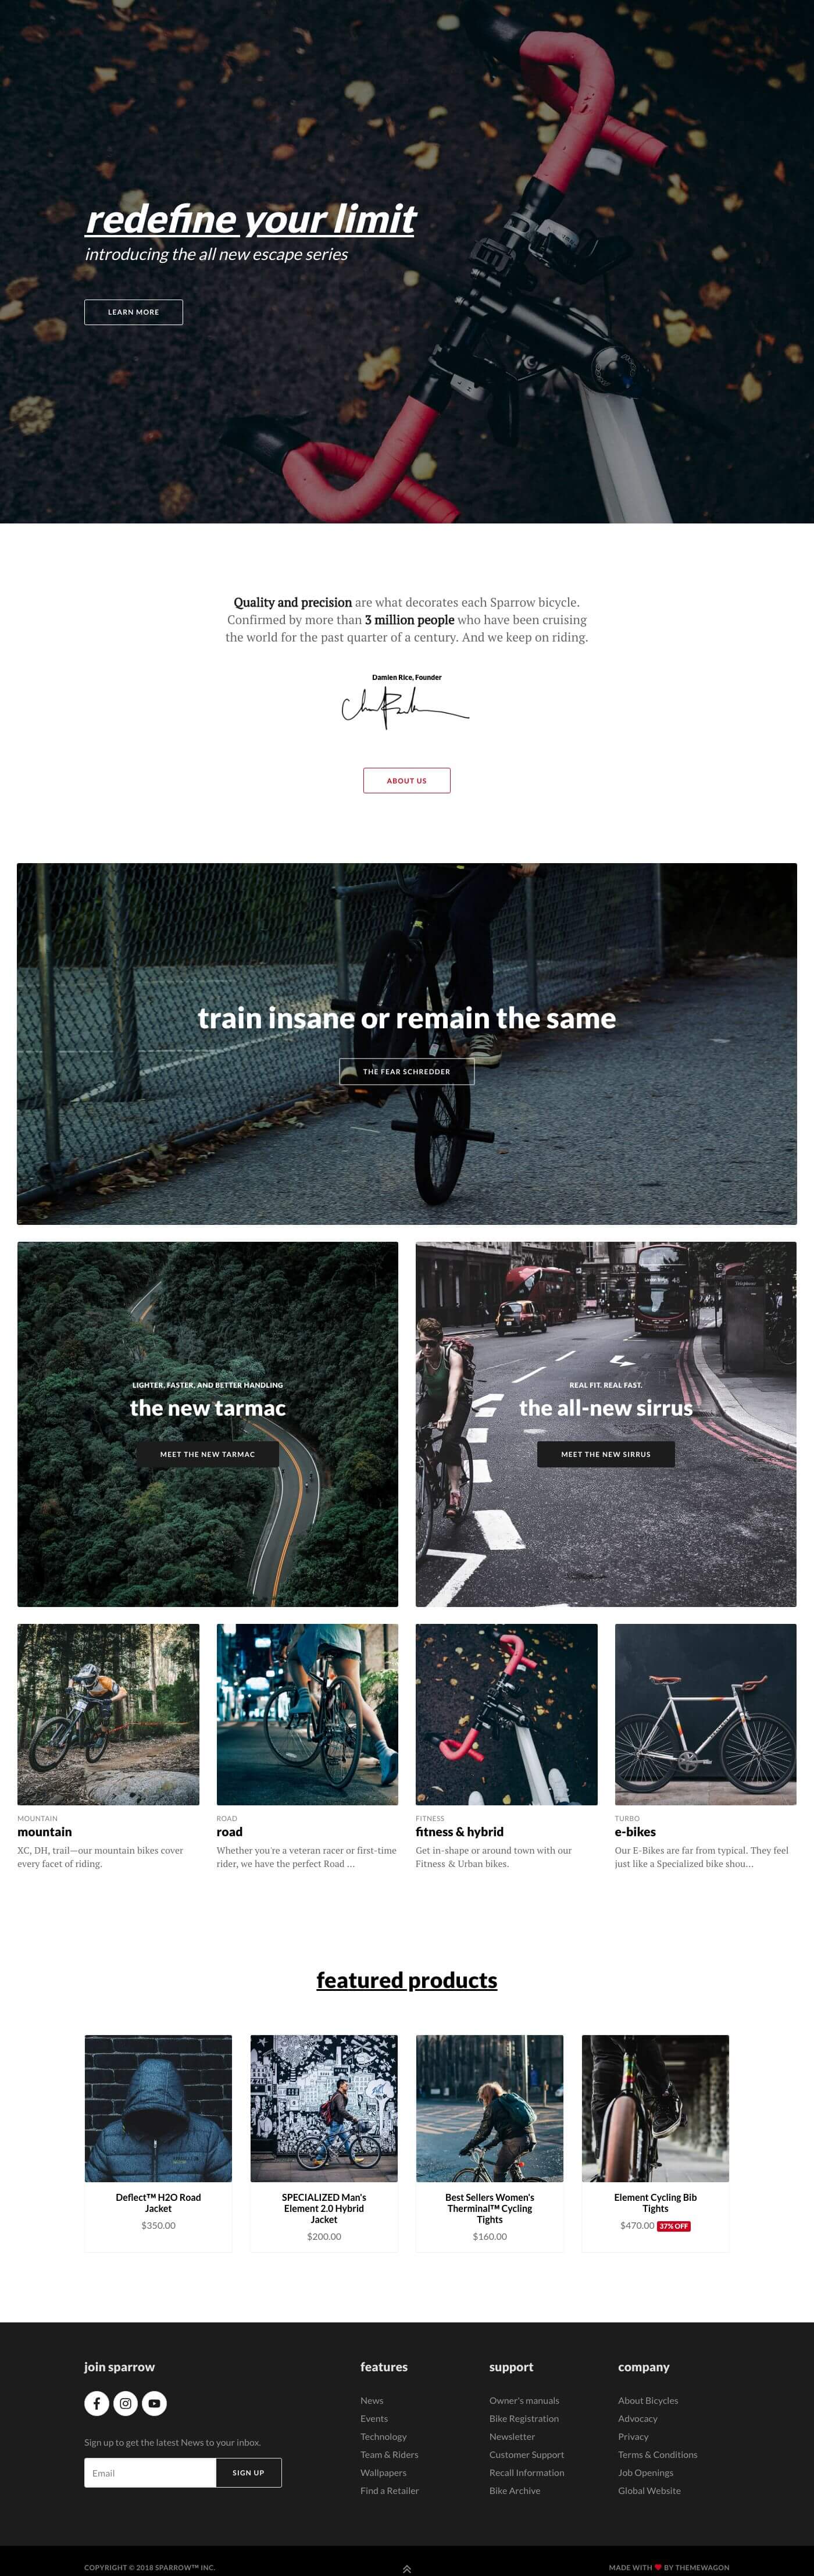 redefine your limit
introducing the all new escape series
LEARN MORE
Quality and precision are what decorates each Sparrow bicycle.
Confirmed by more than 3 million people who have been cruising
the world for the past quarter of a century. And we keep on riding.
Damien Rice, Founder
ABOUT US
train insane or remain the same
THE FEAR SCHREDDER
LIGHTER, FASTER, AND BETTER HANDLING
the new tarmac
MEET THE NEW TARMAC
REAL FIT. REAL FAST.
the all-new sirrus
MEET THE NEW SIRRUS
MOUNTAIN
mountain
XC, DH, trail—our mountain bikes cover
every facet of riding.
ROAD
road
Whether you're a veteran racer or first-time
rider, we have the perfect Road ...
FITNESS
fitness & hybrid
Get in-shape or around town with our
Fitness & Urban bikes.
TURBO
e-bikes
Our E-Bikes are far from typical. They feel
just like a Specialized bike shou...
featured products
Deflect™ H2O Road
Jacket
$350.00
SPECIALIZED Man's
Element 2.0 Hybrid
Jacket
$200.00
Best Sellers Women's
Therminal™ Cycling
Tights
$160.00
Element Cycling Bib
Tights
$470.00 37% OFF
join sparrow
Sign up to get the latest News to your inbox.
Email
SIGN UP
features
News
Events
Technology
Team & Riders
Wallpapers
Find a Retailer
support
Owner's manuals
Bike Registration
Newsletter
Customer Support
Recall Information
Bike Archive
company
About Bicycles
Advocacy
Privacy
Terms & Conditions
Job Openings
Global Website
COPYRIGHT © 2018 SPARROW™ INC.
MADE WITH ❤ BY THEMEWAGON